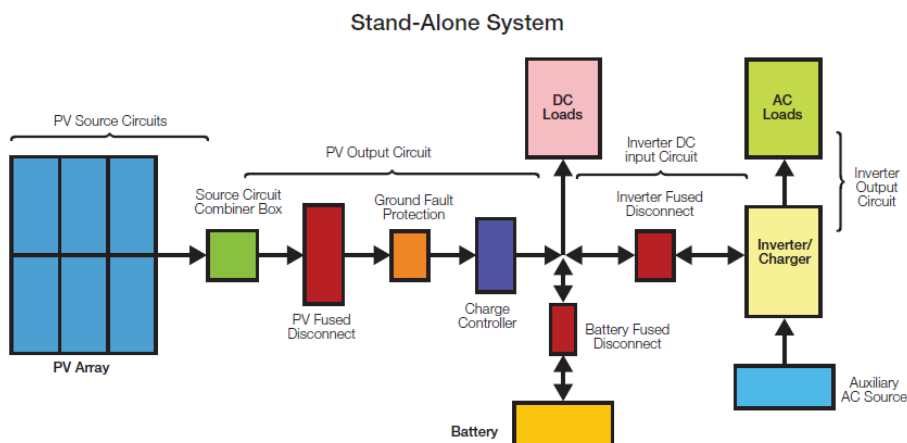 Stand-Alone System
PV Source Circuits
PV Output Circuit
Source Circuit
Combiner Box
Ground Fault
Protection
DC
Loads
Inverter DC
input Circuit
Inverter Fused
Disconnect
AC
Loads
Inverter
Output
Circuit
Inverter/
Charger
PV Fused
Disconnect
Charge
Controller
Battery Fused
Disconnect
PV Array
Battery
Auxiliary
AC Source